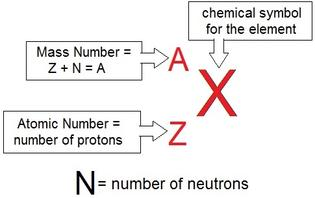 chemical symbol
for the element
Mass Number =
Z + N = A
A
X
Atomic Number =
number of protons
Z
N= number of neutrons